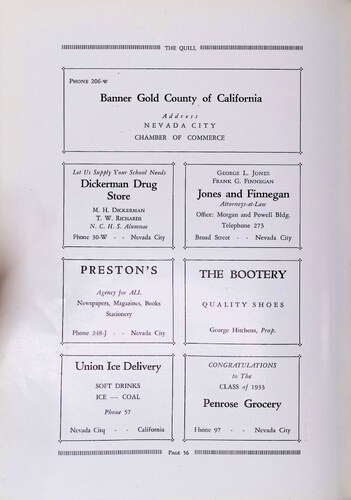 THE QUILL
PHONE 206-W
Banner Gold County of California
Address
NEVADA CITY
CHAMBER OF COMMERCE
Let Us Supply Your School Needs
Dickerman Drug
Store
M. H. DICKERMAN
T. W. RICHARDS
N. C. H. S. Alumnae
Phone 30-W - - Nevada City
GEORGE L. JONES
FRANK G. FINNEGAN
Jones and Finnegan
Attorneys-at-Law
Office: Morgan and Powell Bldg.
Telephone 273
Broad Street - - Nevada City
PRESTON'S
Agency for ALL
Newspapers, Magazines, Books
Stationery
Phone 248-J - - Nevada City
THE BOOTERY
QUALITY SHOES
George Hitchens, Prop.
Union Ice Delivery
SOFT DRINKS
ICE — COAL
Phone 57
Nevada Citq - - California
CONGRATULATIONS
to The
CLASS of 1933
Penrose Grocery
Phone 97 - - Nevada City
PAGE 56